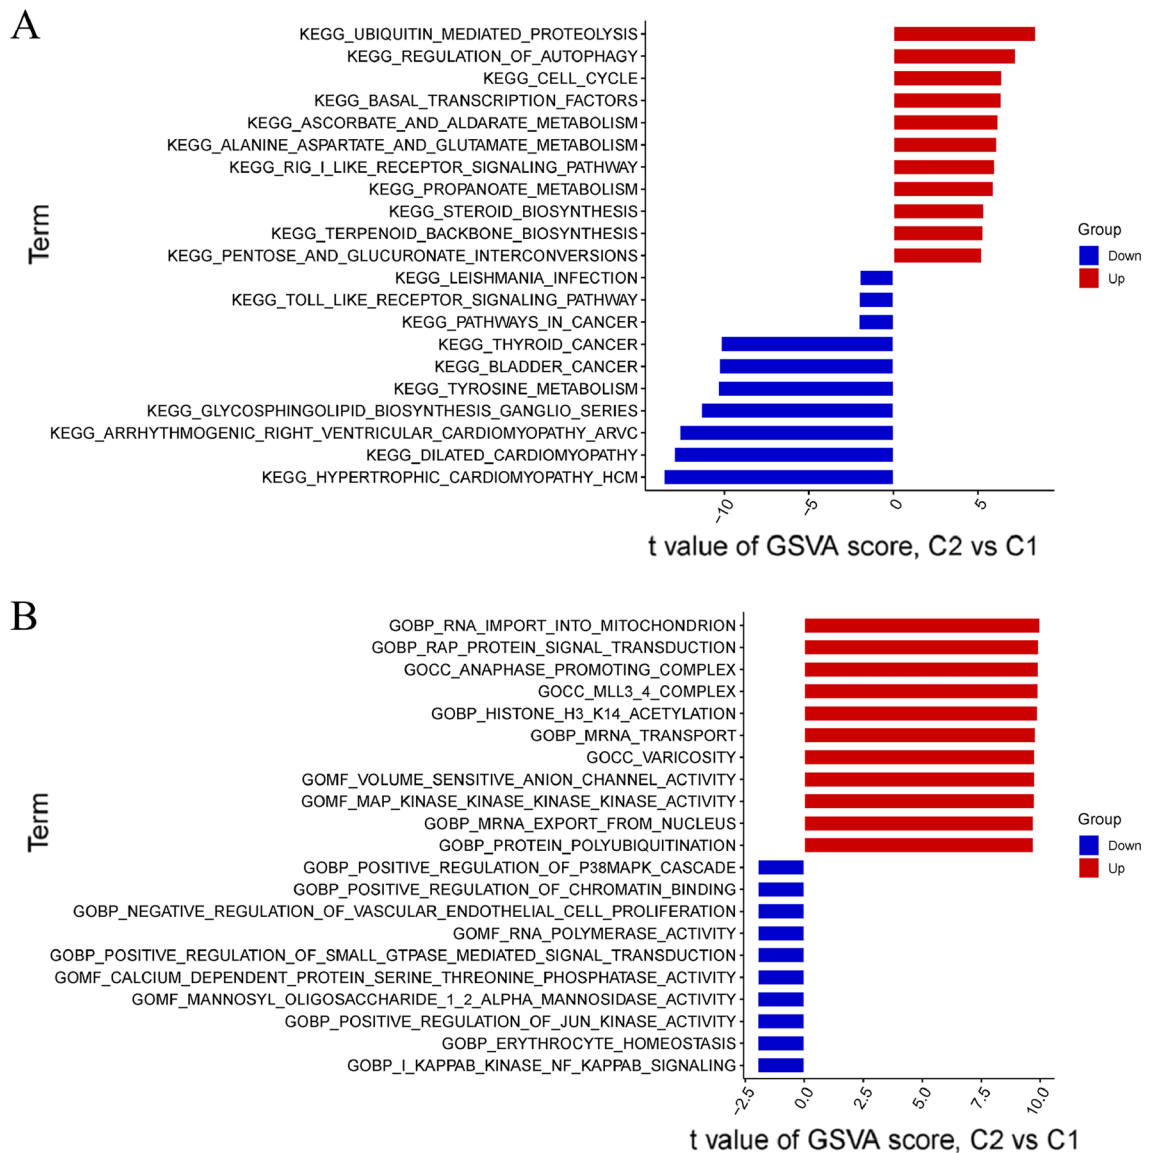 A
KEGG_UBIQUITIN_MEDIATED_PROTEOLYSIS
KEGG_REGULATION_OF_AUTOPHAGY
KEGG_CELL_CYCLE
KEGG_BASAL_TRANSCRIPTION_FACTORS
KEGG_ASCORBATE_AND_ALDARATE_METABOLISM
KEGG_ALANINE_ASPARTATE_AND_GLUTAMATE_METABOLISM
KEGG_RIG_I_LIKE_RECEPTOR_SIGNALING_PATHWAY
KEGG_PROPANOATE_METABOLISM
KEGG_STEROID_BIOSYNTHESIS
KEGG_TERPENOID_BACKBONE_BIOSYNTHESIS
KEGG_PENTOSE_AND_GLUCURONATE_INTERCONVERSIONS
KEGG_LEISHMANIA_INFECTION
KEGG_TOLL_LIKE_RECEPTOR_SIGNALING_PATHWAY
KEGG_PATHWAYS_IN_CANCER
KEGG_THYROID_CANCER
KEGG_BLADDER_CANCER
KEGG_TYROSINE_METABOLISM
KEGG_GLYCOSPHINGOLIPID_BIOSYNTHESIS_GANGLIO_SERIES
KEGG_ARRHYTHMOGENIC_RIGHT_VENTRICULAR_CARDIOMYOPATHY_ARVC
KEGG_DILATED_CARDIOMYOPATHY
KEGG_HYPERTROPHIC_CARDIOMYOPATHY_HCM
Term
−10 −5 0 5
t value of GSVA score, C2 vs C1
Group
Down
Up
B
GOBP_RNA_IMPORT_INTO_MITOCHONDRION
GOBP_RAP_PROTEIN_SIGNAL_TRANSDUCTION
GOCC_ANAPHASE_PROMOTING_COMPLEX
GOCC_MLL3_4_COMPLEX
GOBP_HISTONE_H3_K14_ACETYLATION
GOBP_MRNA_TRANSPORT
GOCC_VARICOSITY
GOMF_VOLUME_SENSITIVE_ANION_CHANNEL_ACTIVITY
GOMF_MAP_KINASE_KINASE_KINASE_KINASE_ACTIVITY
GOBP_MRNA_EXPORT_FROM_NUCLEUS
GOBP_PROTEIN_POLYUBIQUITINATION
GOBP_POSITIVE_REGULATION_OF_P38MAPK_CASCADE
GOBP_POSITIVE_REGULATION_OF_CHROMATIN_BINDING
GOBP_NEGATIVE_REGULATION_OF_VASCULAR_ENDOTHELIAL_CELL_PROLIFERATION
GOMF_RNA_POLYMERASE_ACTIVITY
GOBP_POSITIVE_REGULATION_OF_SMALL_GTPASE_MEDIATED_SIGNAL_TRANSDUCTION
GOMF_CALCIUM_DEPENDENT_PROTEIN_SERINE_THREONINE_PHOSPHATASE_ACTIVITY
GOMF_MANNOSYL_OLIGOSACCHARIDE_1_2_ALPHA_MANNOSIDASE_ACTIVITY
GOBP_POSITIVE_REGULATION_OF_JUN_KINASE_ACTIVITY
GOBP_ERYTHROCYTE_HOMEOSTASIS
GOBP_I_KAPPAB_KINASE_NF_KAPPAB_SIGNALING
Term
−2.5 0.0 2.5 5.0 7.5 10.0
t value of GSVA score, C2 vs C1
Group
Down
Up